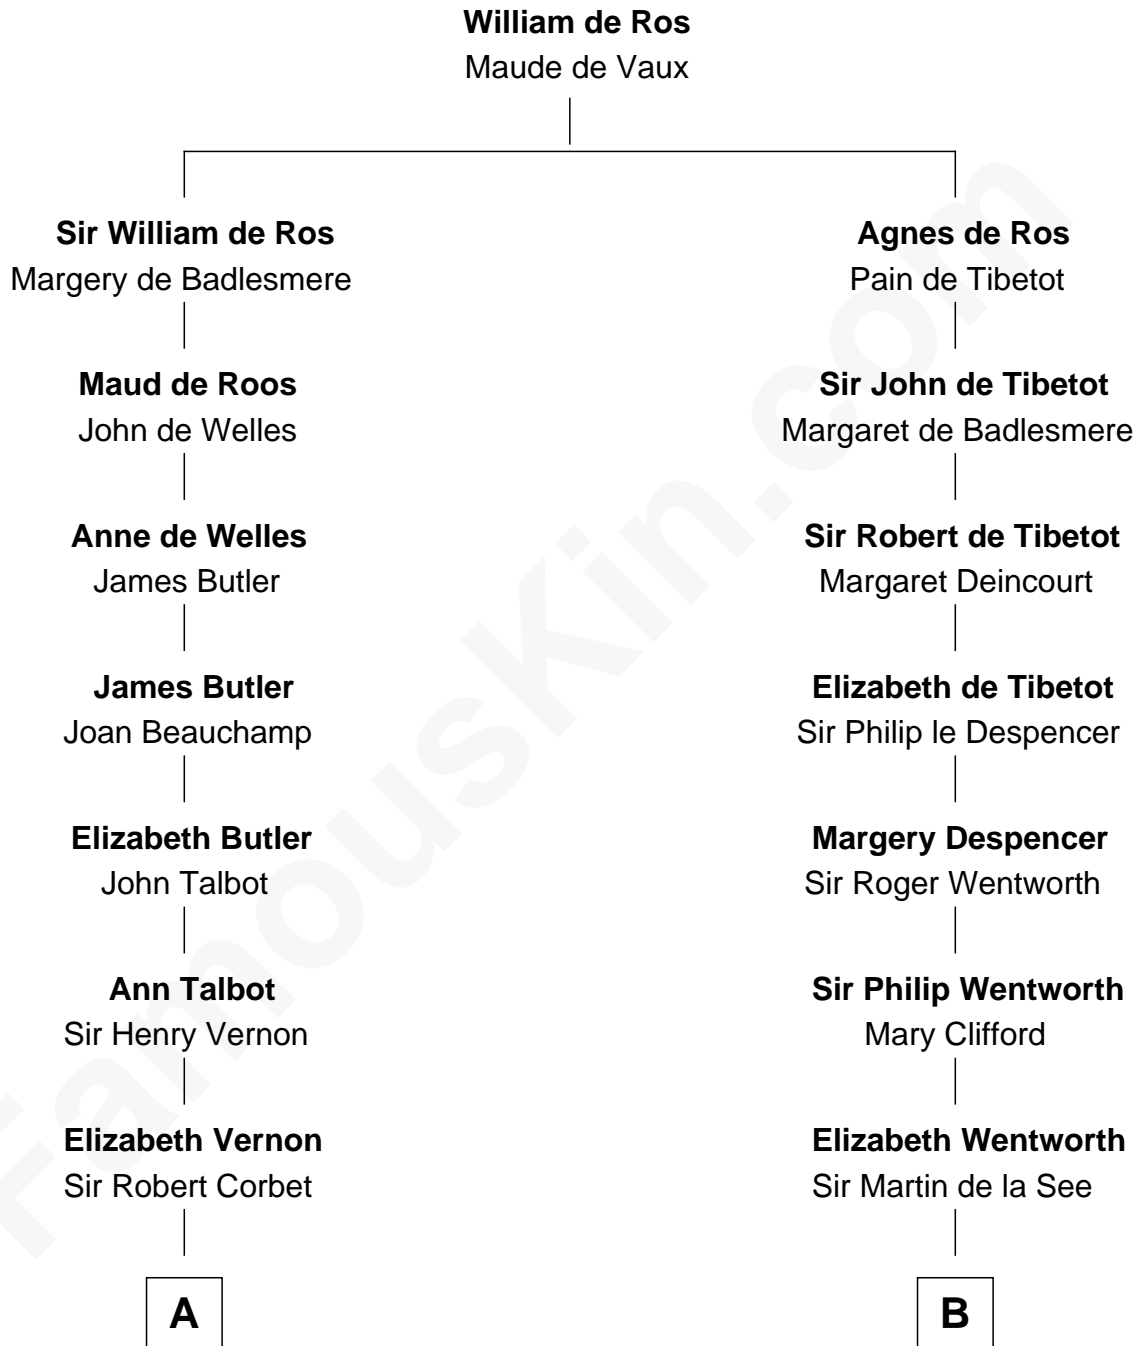 William de Ros
Maude de Vaux
Sir William de Ros
Margery de Badlesmere
Maud de Roos
John de Welles
Anne de Welles
James Butler
James Butler
Joan Beauchamp
Elizabeth Butler
John Talbot
Ann Talbot
Sir Henry Vernon
Elizabeth Vernon
Sir Robert Corbet
A
Agnes de Ros
Pain de Tibetot
Sir John de Tibetot
Margaret de Badlesmere
Sir Robert de Tibetot
Margaret Deincourt
Elizabeth de Tibetot
Sir Philip le Despencer
Margery Despencer
Sir Roger Wentworth
Sir Philip Wentworth
Mary Clifford
Elizabeth Wentworth
Sir Martin de la See
B
FamousKin.com